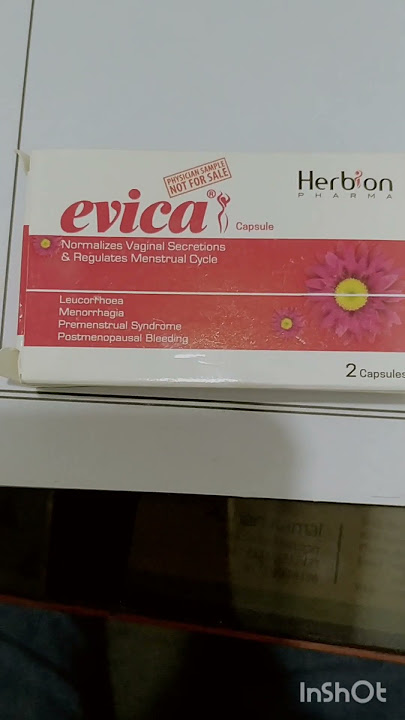 PHYSICIAN SAMPLE
NOT FOR SALE
Herbion
PHARMA
evica® Capsule
Normalizes Vaginal Secretions
& Regulates Menstrual Cycle
Leucorrhoea
Menorrhagia
Premenstrual Syndrome
Postmenopausal Bleeding
2 Capsules
InShOt